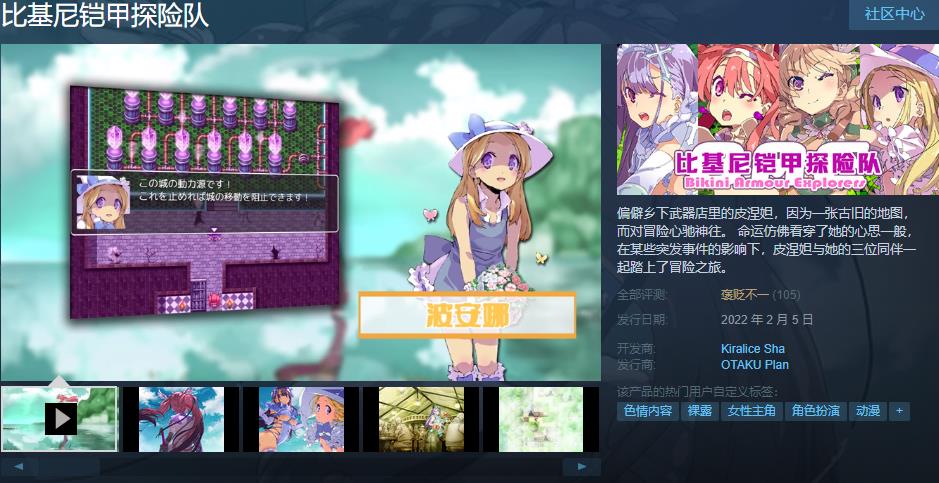 比基尼铠甲探险队
社区中心
この城の動力源です！
これを止めれば城の移動を阻止できます！
波安娜
比基尼铠甲探险队
Bikini Armour Explorers
偏僻乡下武器店里的皮涅妲，因为一张古旧的地图，
而对冒险心驰神往。 命运仿佛看穿了她的心思一般，
在某些突发事件的影响下，皮涅妲与她的三位同伴一
起踏上了冒险之旅。
全部评测: 褒贬不一 (105)
发行日期: 2022 年 2 月 5 日
开发商: Kiralice Sha
发行商: OTAKU Plan
该产品的热门用户自定义标签:
色情内容 裸露 女性主角 角色扮演 动漫 +